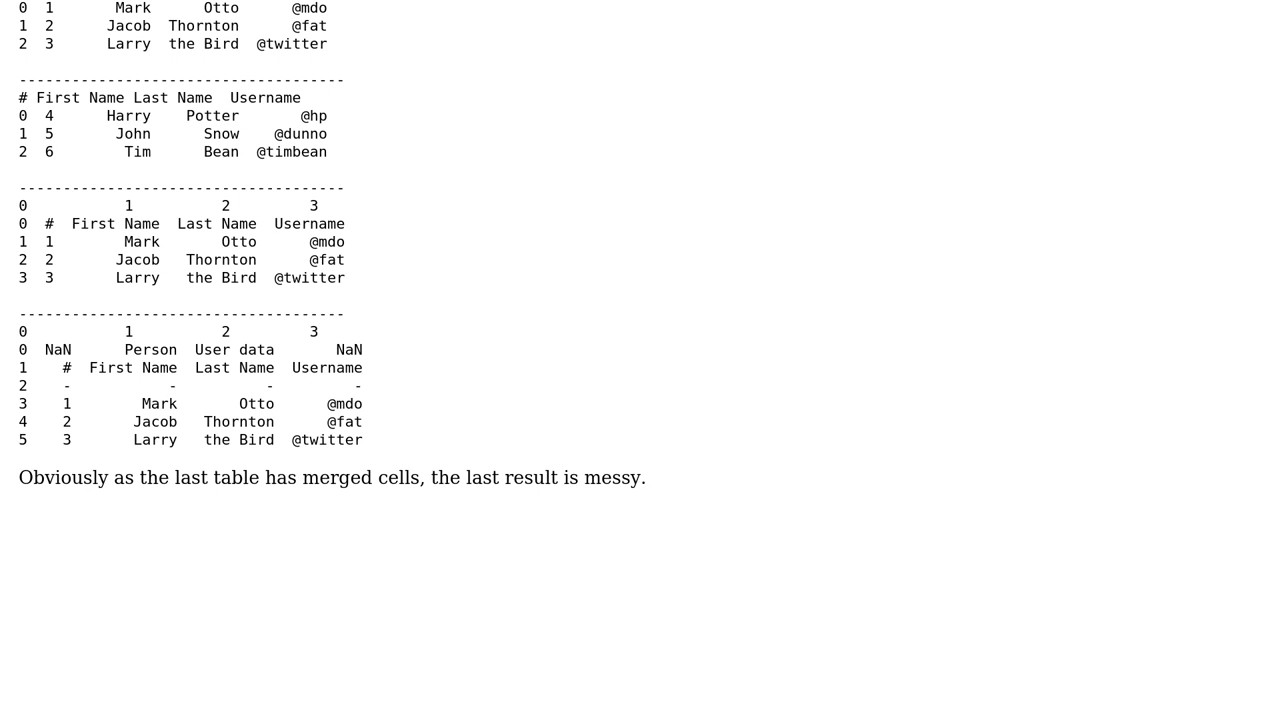 0  1       Mark      Otto      @mdo
1  2      Jacob  Thornton      @fat
2  3      Larry  the Bird  @twitter
-------------------------------------
# First Name Last Name  Username
0  4      Harry    Potter       @hp
1  5       John      Snow    @dunno
2  6        Tim      Bean  @timbean
-------------------------------------
0           1          2         3
0  #  First Name  Last Name  Username
1  1        Mark       Otto      @mdo
2  2       Jacob   Thornton      @fat
3  3       Larry   the Bird  @twitter
-------------------------------------
0           1          2         3
0  NaN      Person  User data       NaN
1    #  First Name  Last Name  Username
2    -           -          -         -
3    1        Mark       Otto      @mdo
4    2       Jacob   Thornton      @fat
5    3       Larry   the Bird  @twitter
Obviously as the last table has merged cells, the last result is messy.